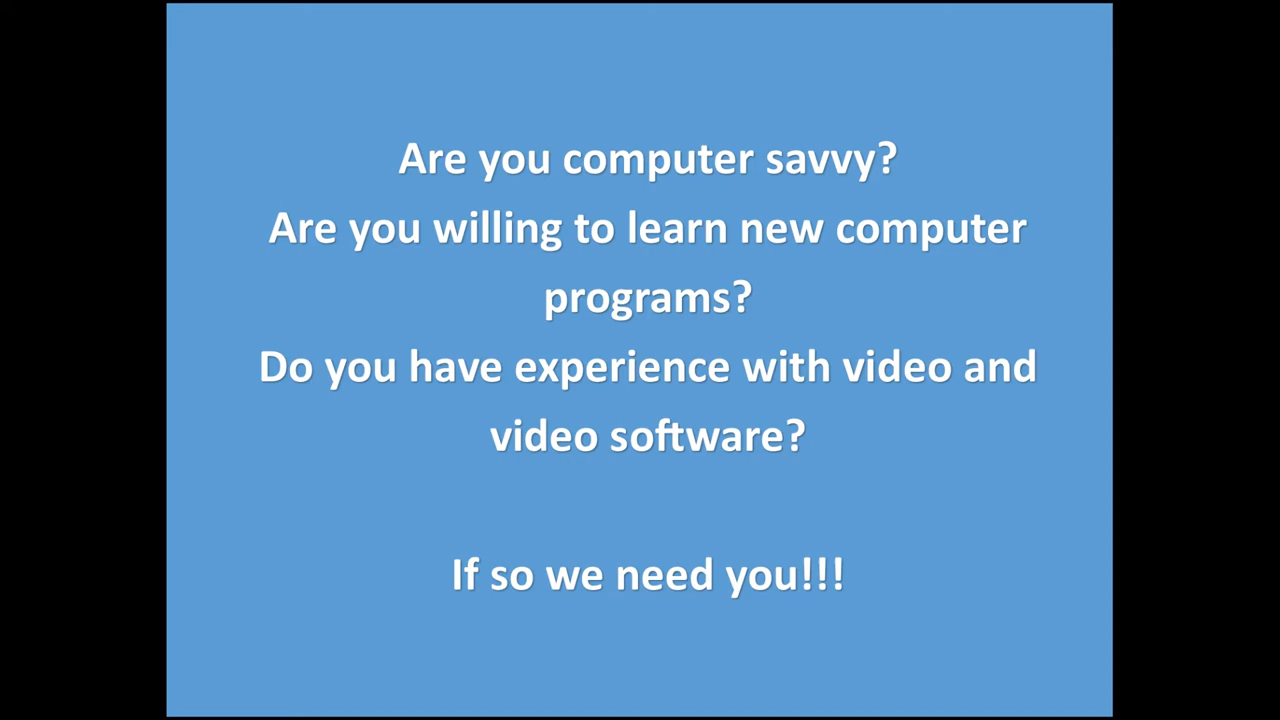 Are you computer savvy?
Are you willing to learn new computer
programs?
Do you have experience with video and
video software?
If so we need you!!!